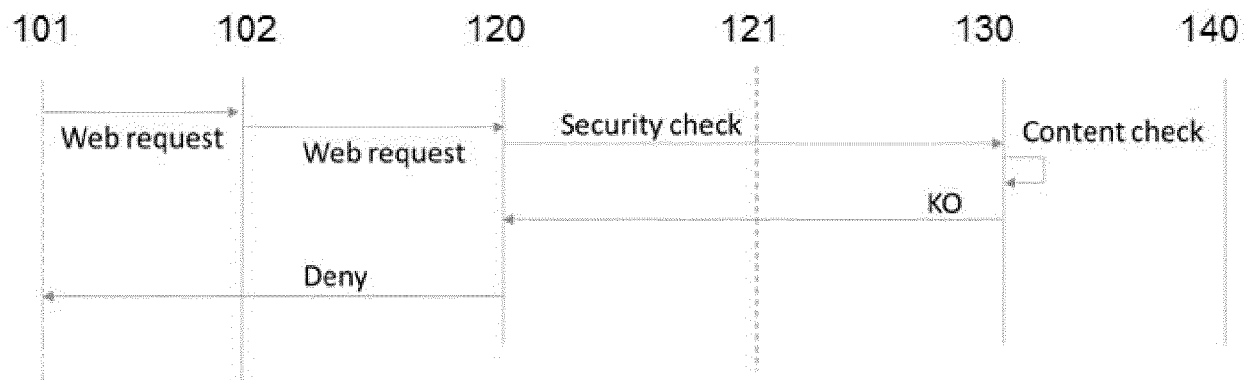 101 102 120 121 130 140
Web request
Web request
Security check
Content check
KO
Deny